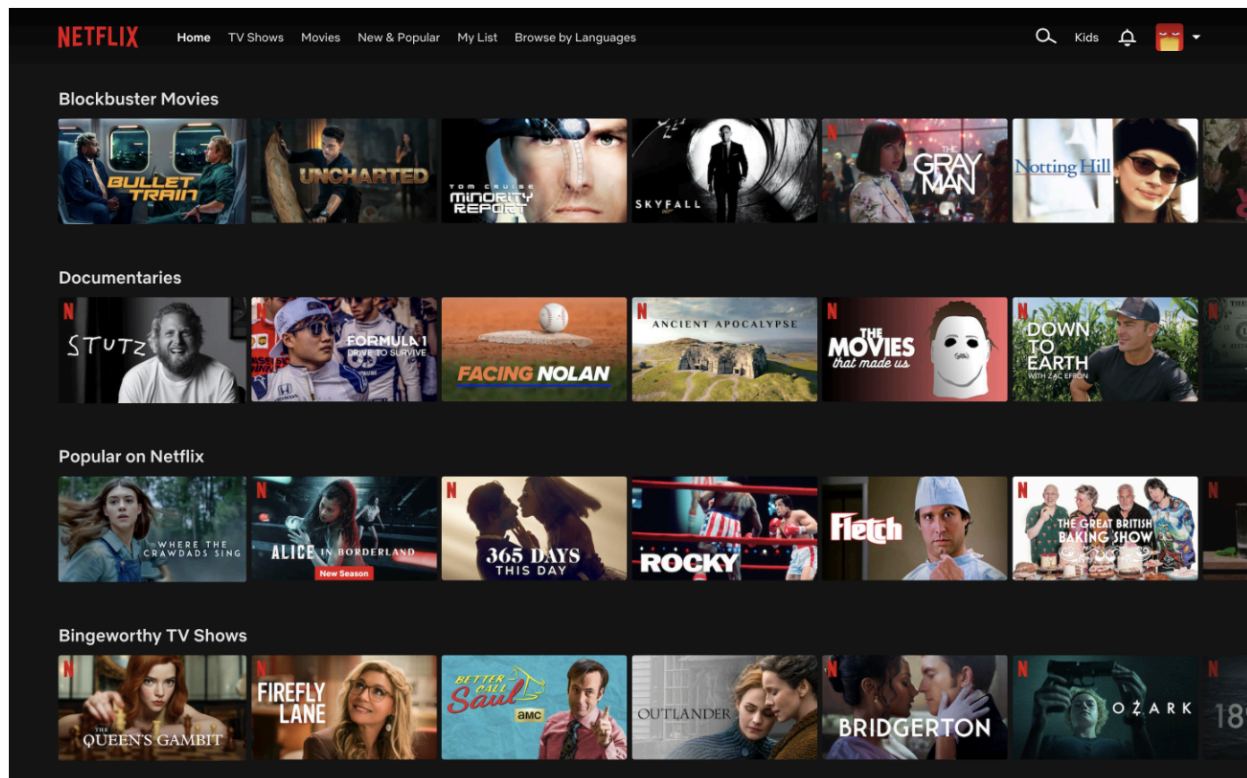 NETFLIX Home TV Shows Movies New & Popular My List Browse by Languages Kids
Blockbuster Movies
BULLET
TRAIN
UNCHARTED
TOM CRUISE
MINORITY
REPORT
SKYFALL
N
THE
GRAY
MAN
Notting Hill
Documentaries
N
STUTZ
N
FORMULA 1
DRIVE TO SURVIVE
FACING NOLAN
N
ANCIENT APOCALYPSE
N
THE
MOVIES
that made us
N
DOWN
TO
EARTH
WITH ZAC EFRON
N
Popular on Netflix
WHERE THE
CRAWDADS SING
N
ALICE IN BORDERLAND
New Season
N
365 DAYS
THIS DAY
ROCKY
Fletch
N
THE GREAT BRITISH
BAKING SHOW
N
Bingeworthy TV Shows
N
THE
QUEEN'S GAMBIT
N
FIREFLY
LANE
BETTER
CALL
Saul
amc
OUTLANDER
N
BRIDGERTON
N
OZARK
N
18